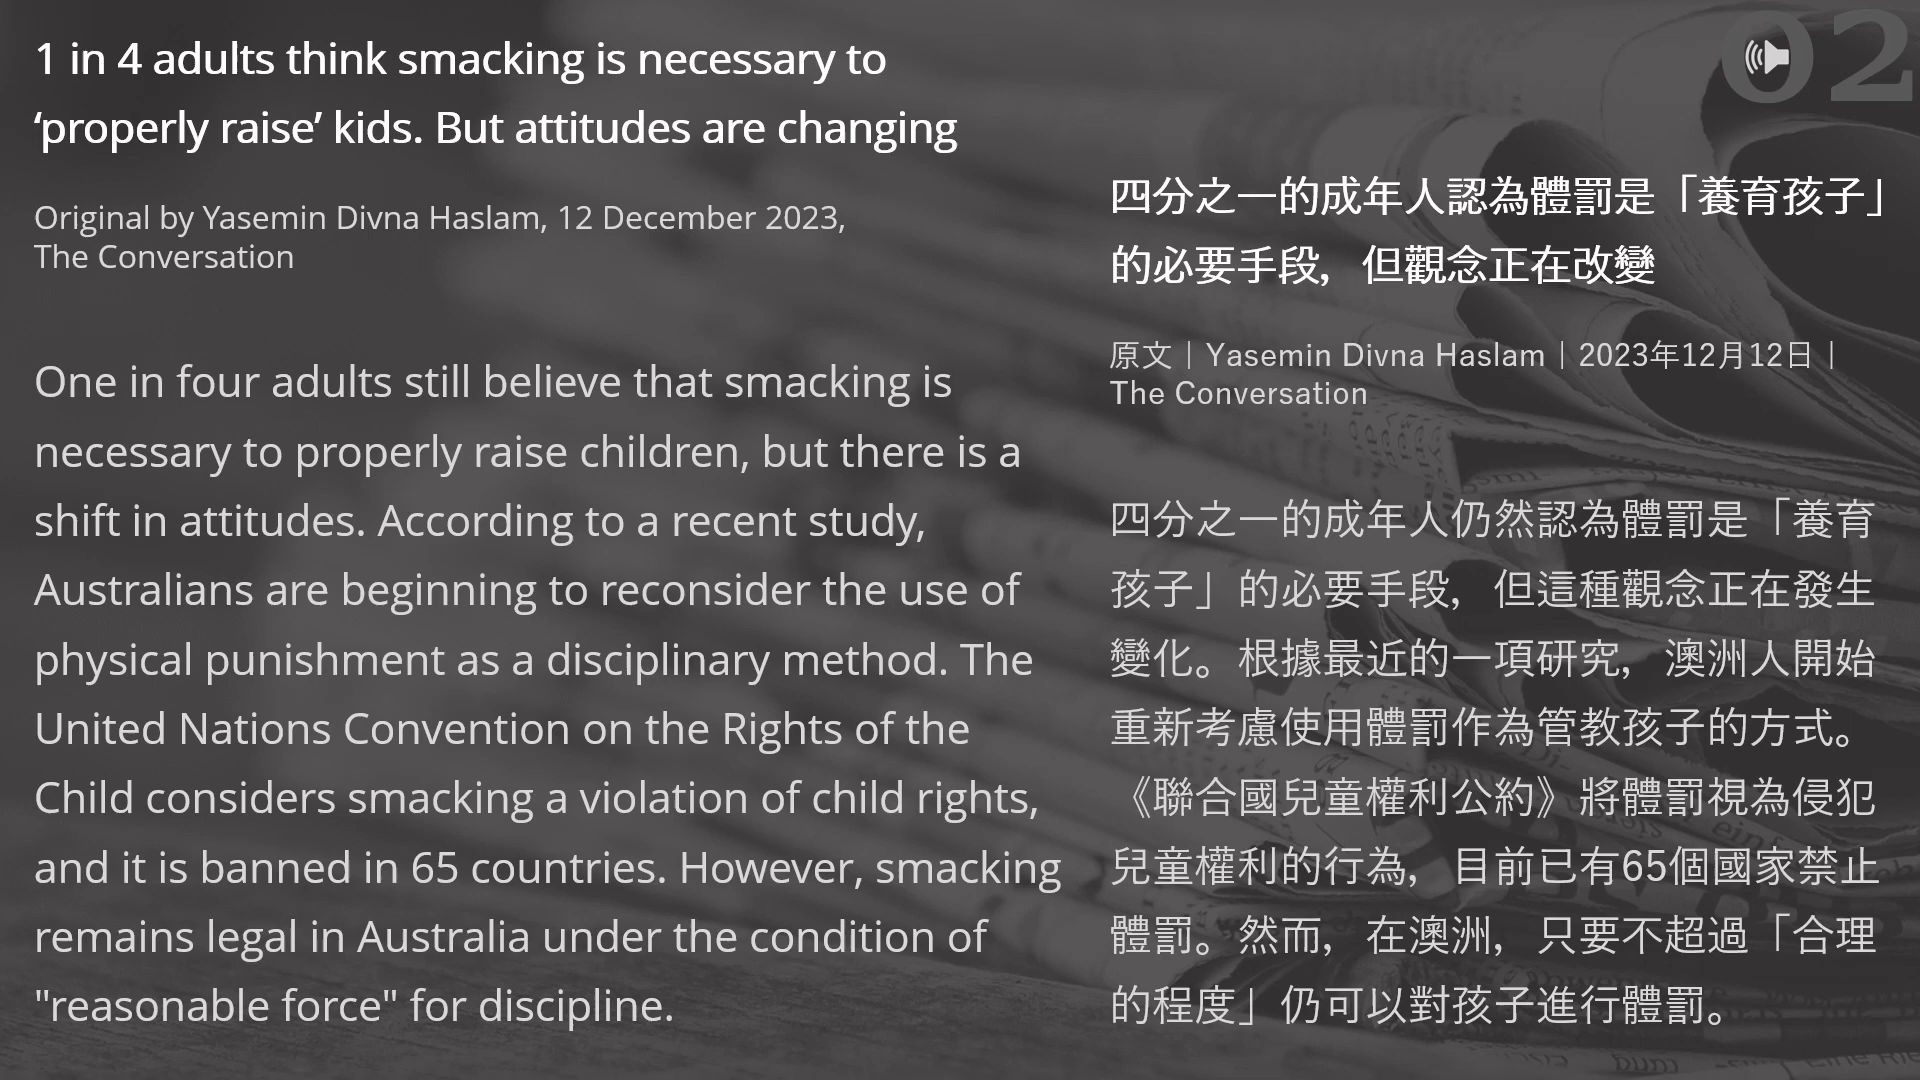 02
1 in 4 adults think smacking is necessary to
‘properly raise’ kids. But attitudes are changing
Original by Yasemin Divna Haslam, 12 December 2023,
The Conversation
One in four adults still believe that smacking is
necessary to properly raise children, but there is a
shift in attitudes. According to a recent study,
Australians are beginning to reconsider the use of
physical punishment as a disciplinary method. The
United Nations Convention on the Rights of the
Child considers smacking a violation of child rights,
and it is banned in 65 countries. However, smacking
remains legal in Australia under the condition of
"reasonable force" for discipline.
四分之一的成年人認為體罰是「養育孩子」
的必要手段，但觀念正在改變
原文｜Yasemin Divna Haslam｜2023年12月12日｜
The Conversation
四分之一的成年人仍然認為體罰是「養育
孩子」的必要手段，但這種觀念正在發生
變化。根據最近的一項研究，澳洲人開始
重新考慮使用體罰作為管教孩子的方式。
《聯合國兒童權利公約》將體罰視為侵犯
兒童權利的行為，目前已有65個國家禁止
體罰。然而，在澳洲，只要不超過「合理
的程度」仍可以對孩子進行體罰。